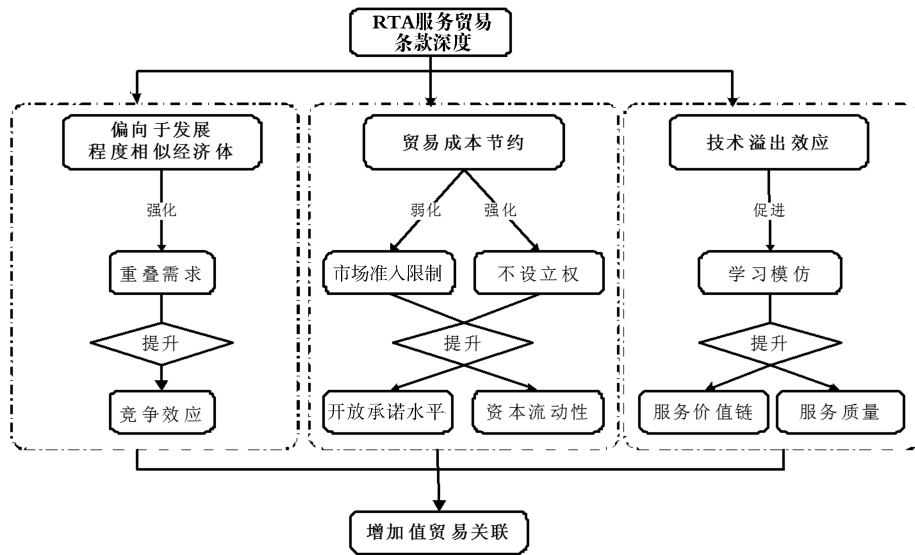 RTA服务贸易
条款深度
偏向于发展
程度相似经济体
贸易成本节约
技术溢出效应
强化
弱化
强化
促进
重叠需求
市场准入限制
不设立权
学习模仿
提升
提升
提升
竞争效应
开放承诺水平
资本流动性
服务价值链
服务质量
增加值贸易关联